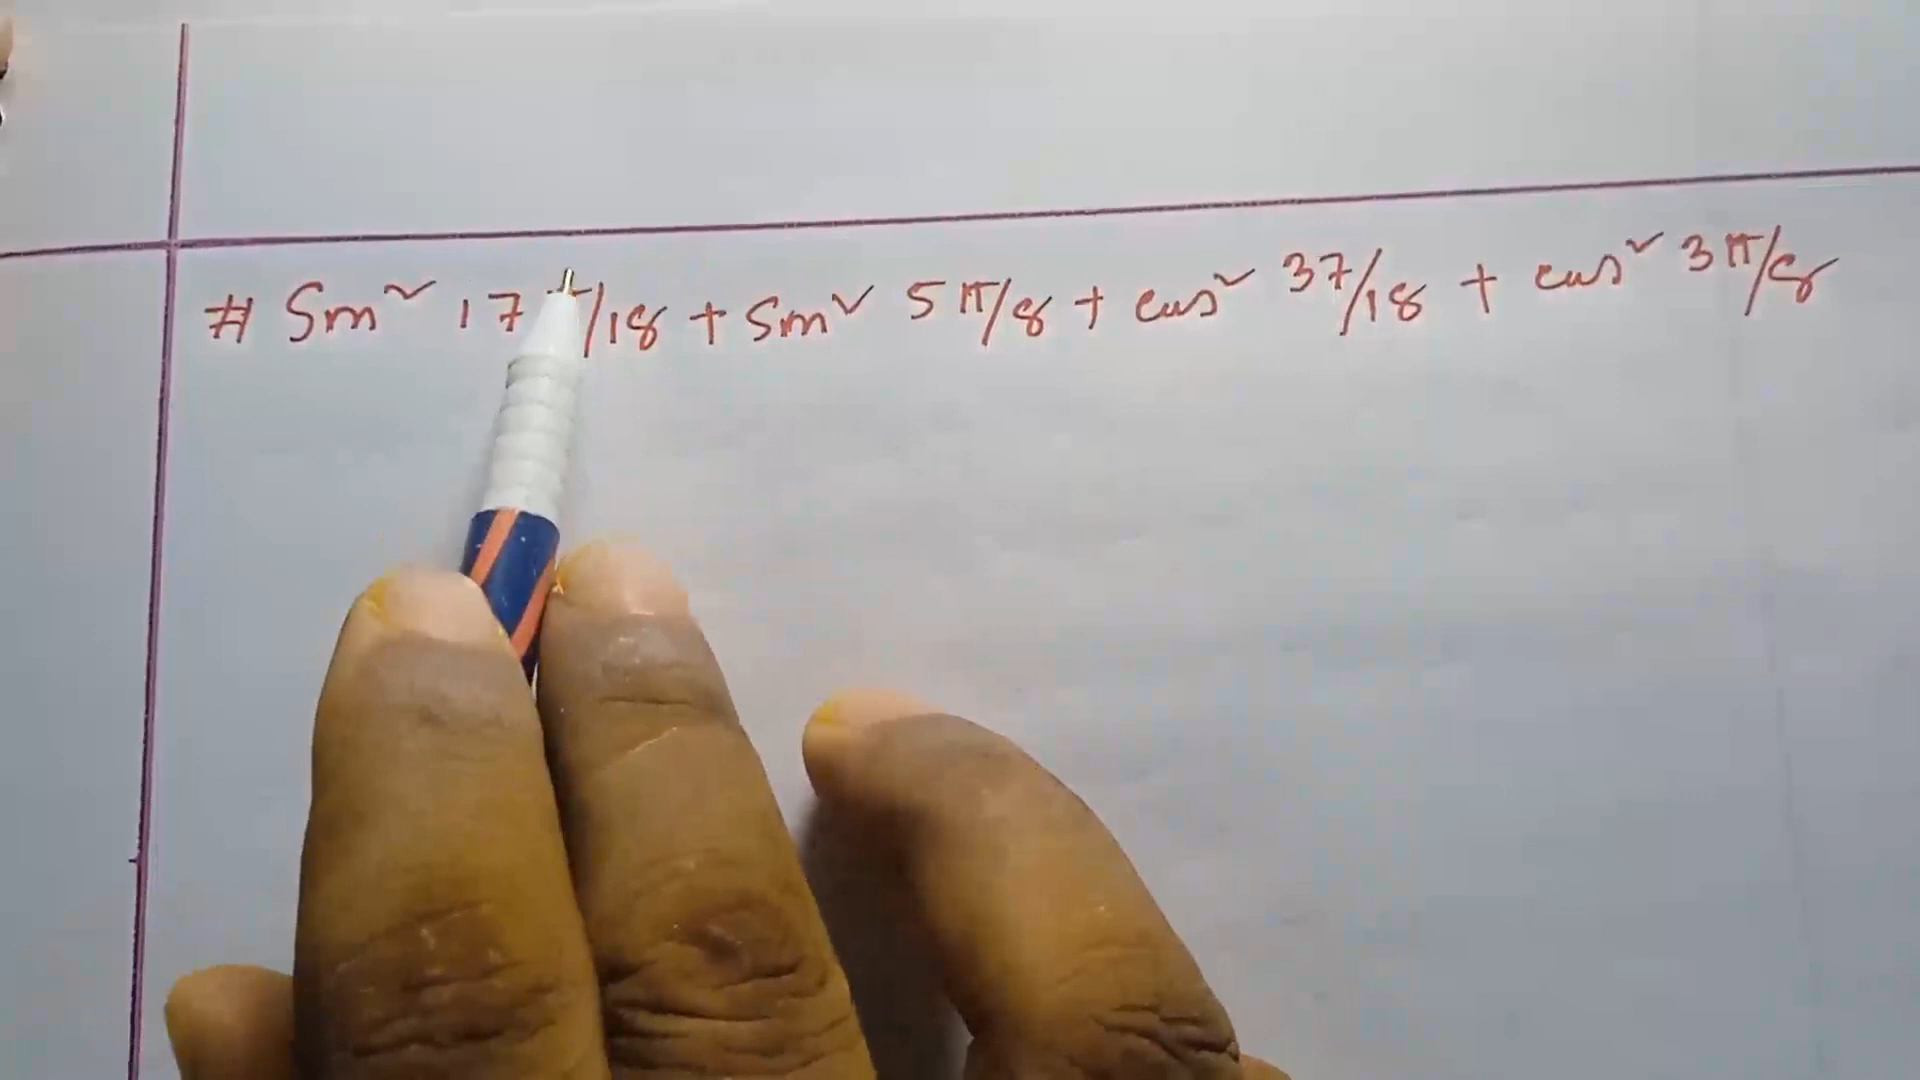 # Sin² 17π/18 + Sin² 5π/8 + cos² 37/18 + cos² 3π/8